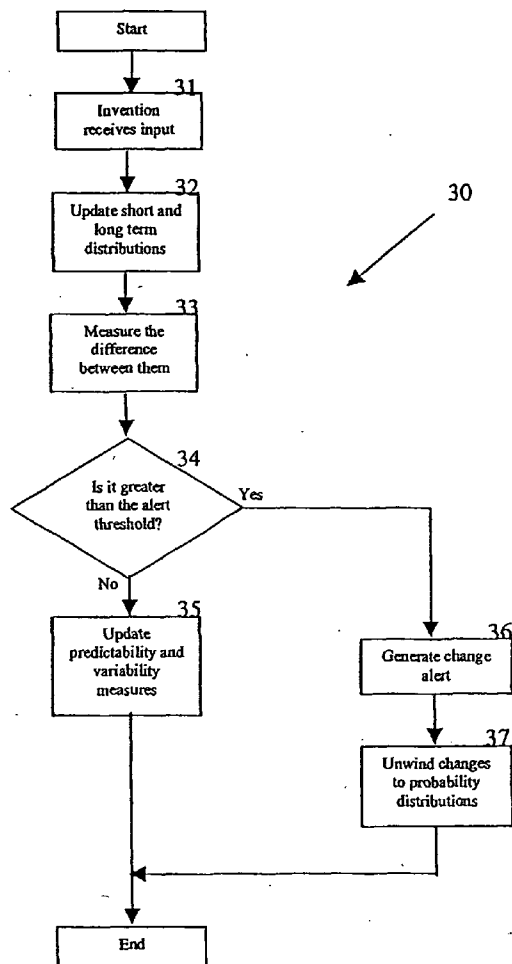 Start
31
Invention
receives input
32
Update short and
long term
distributions
30
33
Measure the
difference
between them
34
Is it greater
than the alert
threshold?
Yes
No
35
Update
predictability and
variability
measures
36
Generate change
alert
37
Unwind changes
to probability
distributions
End